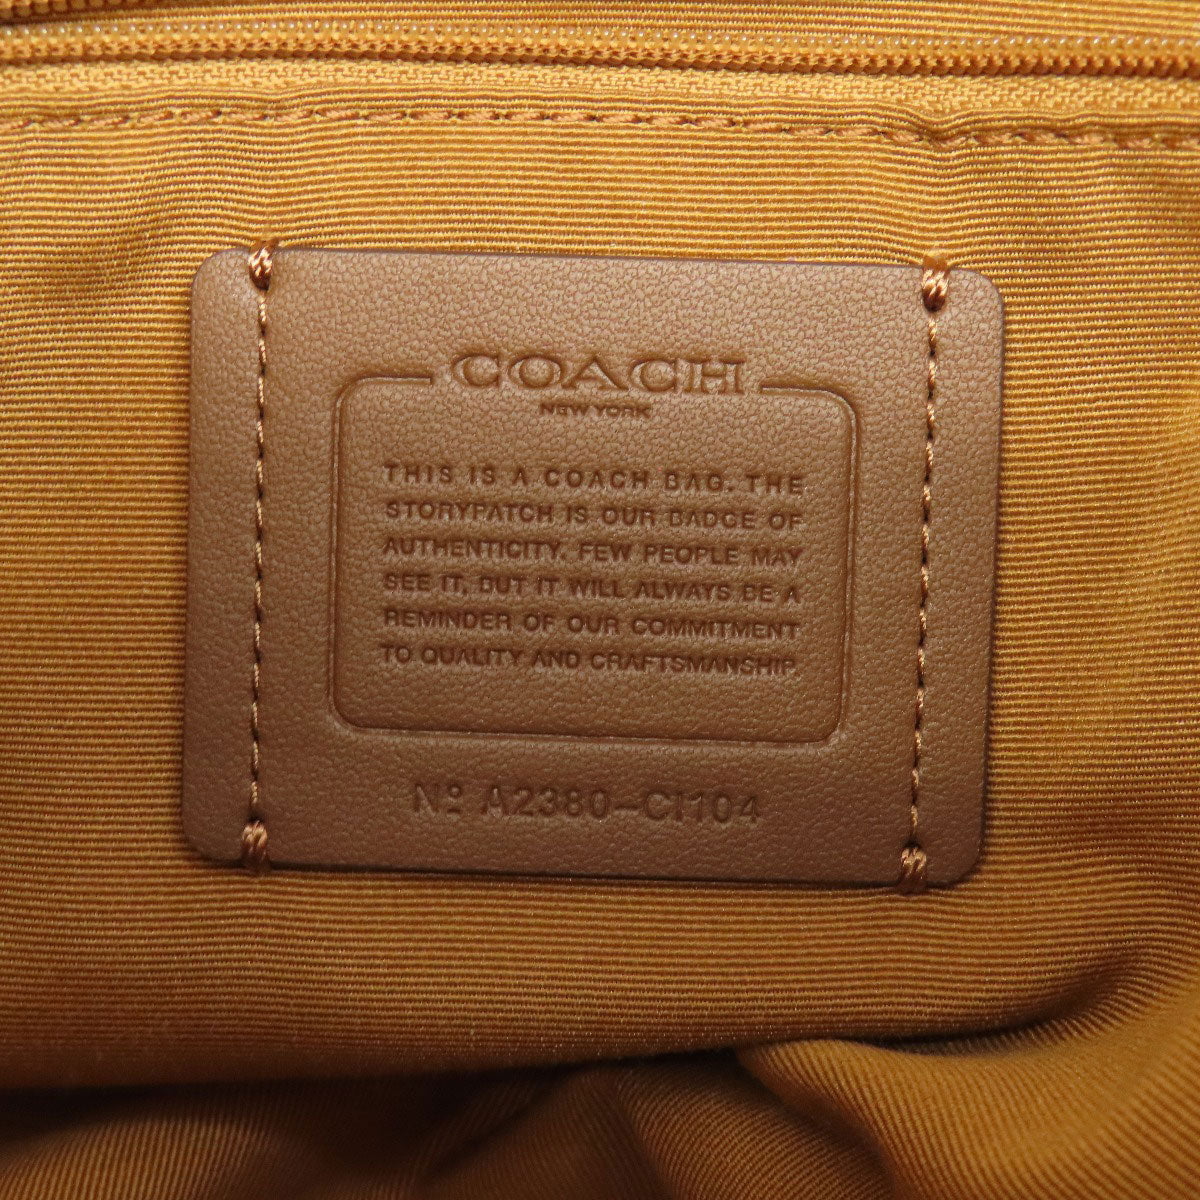 COACH
NEW YORK
THIS IS A COACH BAG. THE
STORYPATCH IS OUR BADGE OF
AUTHENTICITY. FEW PEOPLE MAY
SEE IT, BUT IT WILL ALWAYS BE A
REMINDER OF OUR COMMITMENT
TO QUALITY AND CRAFTSMANSHIP.
Nº A2380-CI104